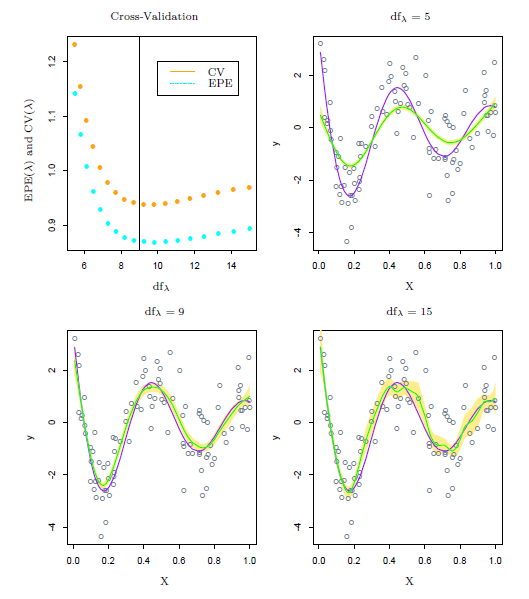 Cross-Validation
EPE(λ) and CV(λ)
1.2
1.1
1.0
0.9
CV
EPE
6 8 10 12 14
dfλ
dfλ = 5
y
2
0
-2
-4
0.0 0.2 0.4 0.6 0.8 1.0
X
dfλ = 9
y
2
0
-2
-4
0.0 0.2 0.4 0.6 0.8 1.0
X
dfλ = 15
y
2
0
-2
-4
0.0 0.2 0.4 0.6 0.8 1.0
X